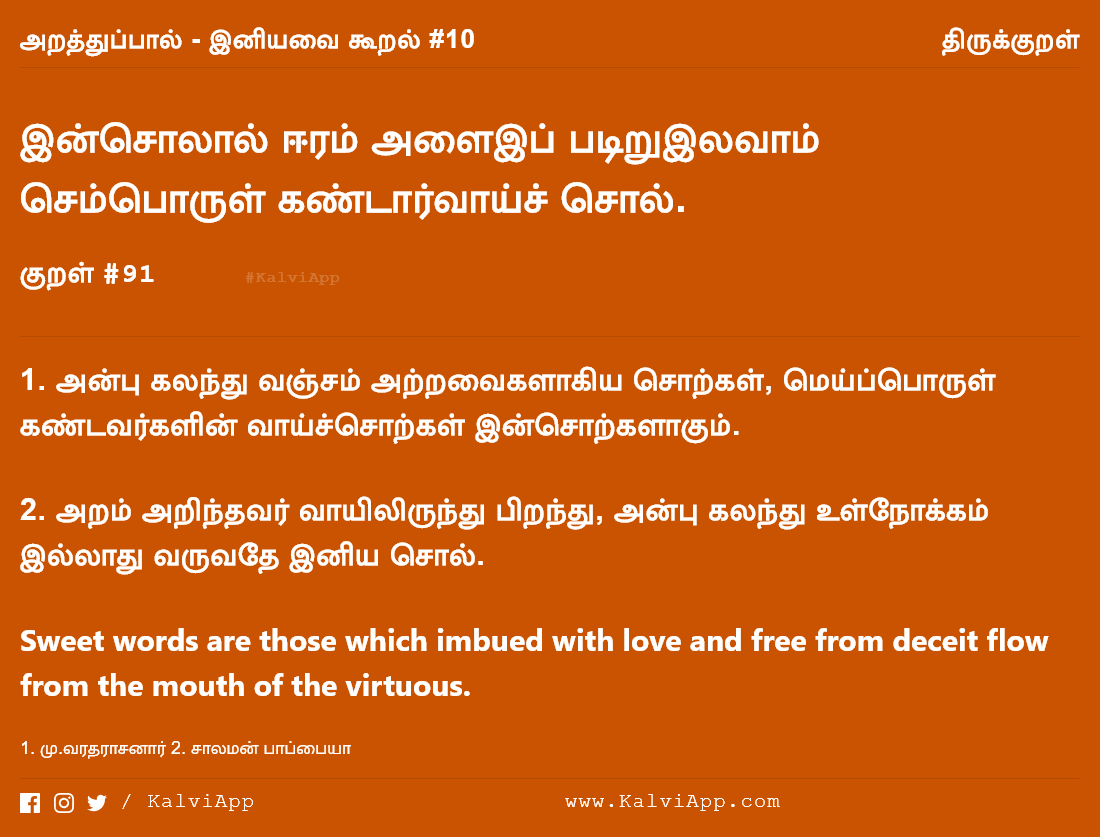 அறத்துப்பால் - இனியவை கூறல் #10
திருக்குறள்
இன்சொலால் ஈரம் அளைஇப் படிறுஇலவாம்
செம்பொருள் கண்டார்வாய்ச் சொல்.
குறள் #91
#KalviApp
1. அன்பு கலந்து வஞ்சம் அற்றவைகளாகிய சொற்கள், மெய்ப்பொருள்
கண்டவர்களின் வாய்ச்சொற்கள் இன்சொற்களாகும்.
2. அறம் அறிந்தவர் வாயிலிருந்து பிறந்து, அன்பு கலந்து உள்நோக்கம்
இல்லாது வருவதே இனிய சொல்.
Sweet words are those which imbued with love and free from deceit flow
from the mouth of the virtuous.
1. மு.வரதராசனார் 2. சாலமன் பாப்பையா
/ KalviApp
www.KalviApp.com